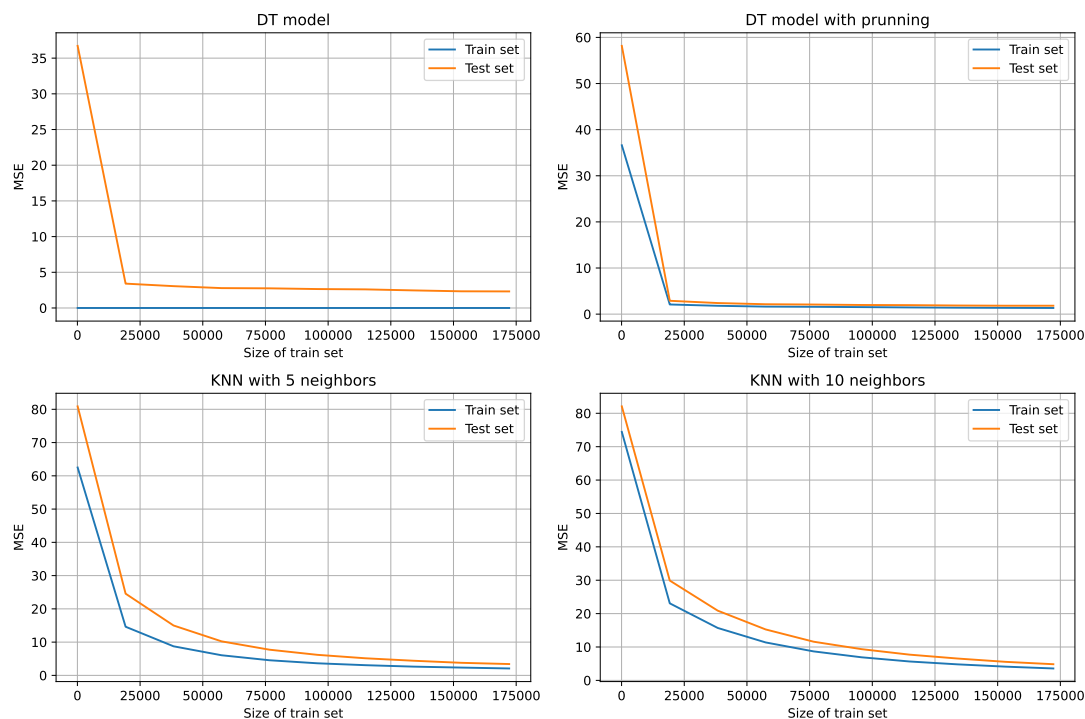 DT model
MSE
35
30
25
20
15
10
5
0
Train set
Test set
0 25000 50000 75000 100000 125000 150000 175000
Size of train set
DT model with prunning
MSE
60
50
40
30
20
10
0
Train set
Test set
0 25000 50000 75000 100000 125000 150000 175000
Size of train set
KNN with 5 neighbors
MSE
80
70
60
50
40
30
20
10
0
Train set
Test set
0 25000 50000 75000 100000 125000 150000 175000
Size of train set
KNN with 10 neighbors
MSE
80
70
60
50
40
30
20
10
0
Train set
Test set
0 25000 50000 75000 100000 125000 150000 175000
Size of train set